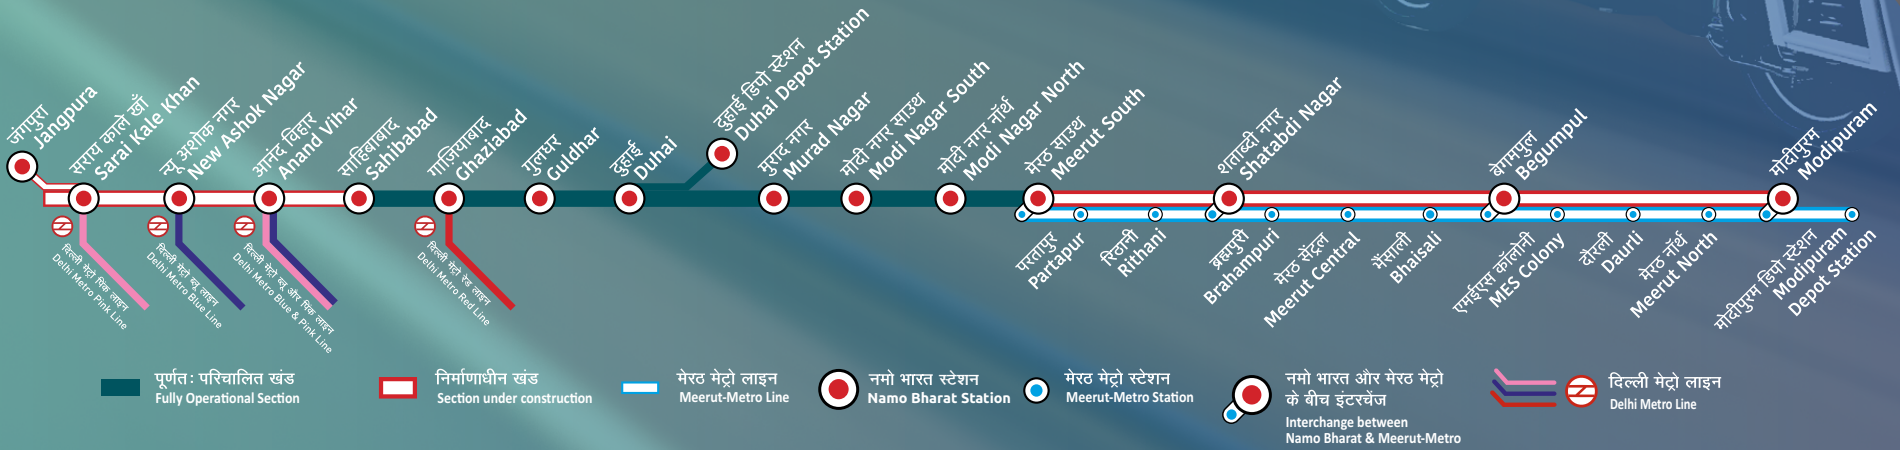 जंगपुरा
Jangpura
सराय काले खाँ
Sarai Kale Khan
न्यू अशोक नगर
New Ashok Nagar
आनंद विहार
Anand Vihar
साहिबाबाद
Sahibabad
गाज़ियाबाद
Ghaziabad
गुलधर
Guldhar
दुहाई
Duhai
दुहाई डिपो स्टेशन
Duhai Depot Station
मुराद नगर
Murad Nagar
मोदी नगर साउथ
Modi Nagar South
मोदी नगर नॉर्थ
Modi Nagar North
मेरठ साउथ
Meerut South
शताब्दी नगर
Shatabdi Nagar
बेगमपुल
Begumpul
मोदीपुरम
Modipuram
दिल्ली मेट्रो पिंक लाइन
Delhi Metro Pink Line
दिल्ली मेट्रो ब्लू लाइन
Delhi Metro Blue Line
दिल्ली मेट्रो ब्लू और पिंक लाइन
Delhi Metro Blue & Pink Line
दिल्ली मेट्रो रेड लाइन
Delhi Metro Red Line
परतापुर
Partapur
रिठानी
Rithani
ब्रह्मपुरी
Brahampuri
मेरठ सेंट्रल
Meerut Central
भैंसाली
Bhaisali
एमईएस कॉलोनी
MES Colony
दौरली
Daurli
मेरठ नॉर्थ
Meerut North
मोदीपुरम डिपो स्टेशन
Modipuram
Depot Station
पूर्णत: परिचालित खंड
Fully Operational Section
निर्माणाधीन खंड
Section under construction
मेरठ मेट्रो लाइन
Meerut-Metro Line
नमो भारत स्टेशन
Namo Bharat Station
मेरठ मेट्रो स्टेशन
Meerut-Metro Station
नमो भारत और मेरठ मेट्रो
के बीच इंटरचेंज
Interchange between
Namo Bharat & Meerut-Metro
दिल्ली मेट्रो लाइन
Delhi Metro Line